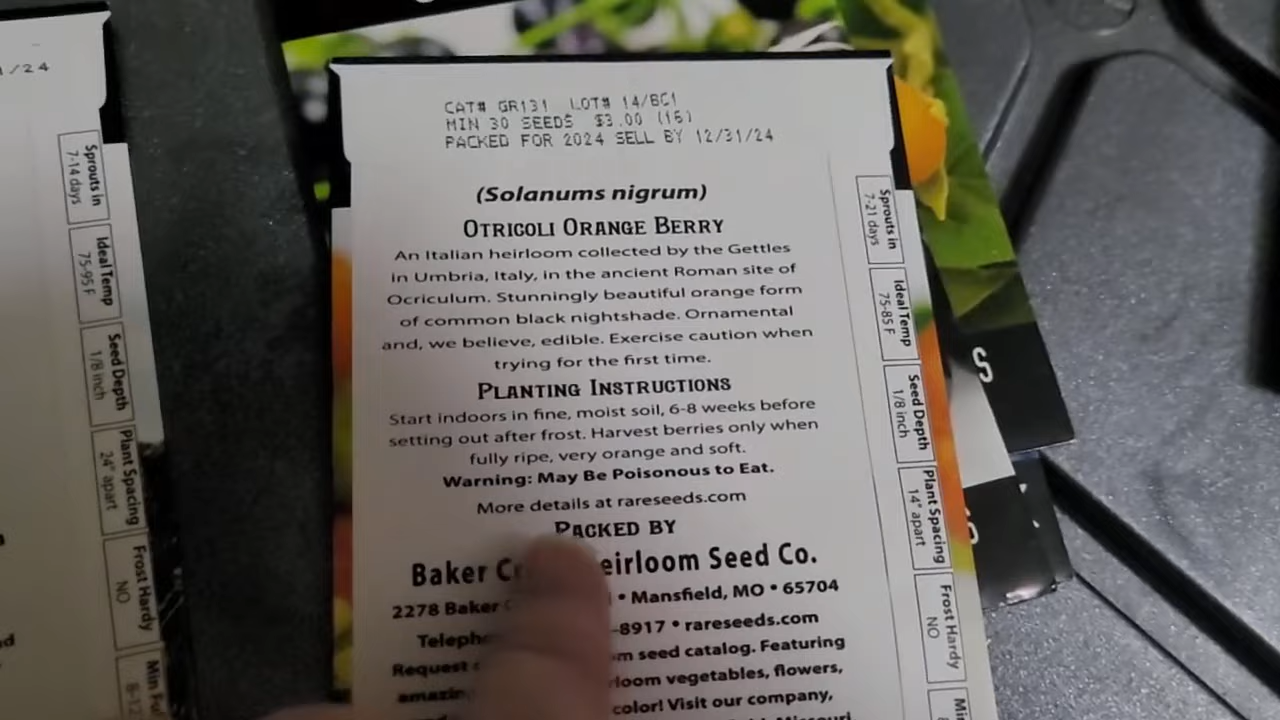 1/24
Sprouts in
7-14 days
Ideal Temp
75-95 F
Seed Depth
1/8 inch
Plant Spacing
24" apart
Frost Hardy
NO
CAT# GR131 LOT# 14/BC1
MIN 30 SEEDS $3.00 (16)
PACKED FOR 2024 SELL BY 12/31/24
(Solanums nigrum)
OTRICOLI ORANGE BERRY
An Italian heirloom collected by the Gettles
in Umbria, Italy, in the ancient Roman site of
Ocriculum. Stunningly beautiful orange form
of common black nightshade. Ornamental
and, we believe, edible. Exercise caution when
trying for the first time.
PLANTING INSTRUCTIONS
Start indoors in fine, moist soil, 6-8 weeks before
setting out after frost. Harvest berries only when
fully ripe, very orange and soft.
Warning: May Be Poisonous to Eat.
More details at rareseeds.com
PACKED BY
Baker Heirloom Seed Co.
2278 Baker • Mansfield, MO • 65704
-8917 • rareseeds.com
Request seed catalog. Featuring
vegetables, flowers,
color! Visit our company,
Sprouts in
7-21 days
Ideal Temp
75-85 F
Seed Depth
1/8 inch
Plant Spacing
14" apart
Frost Hardy
NO
S